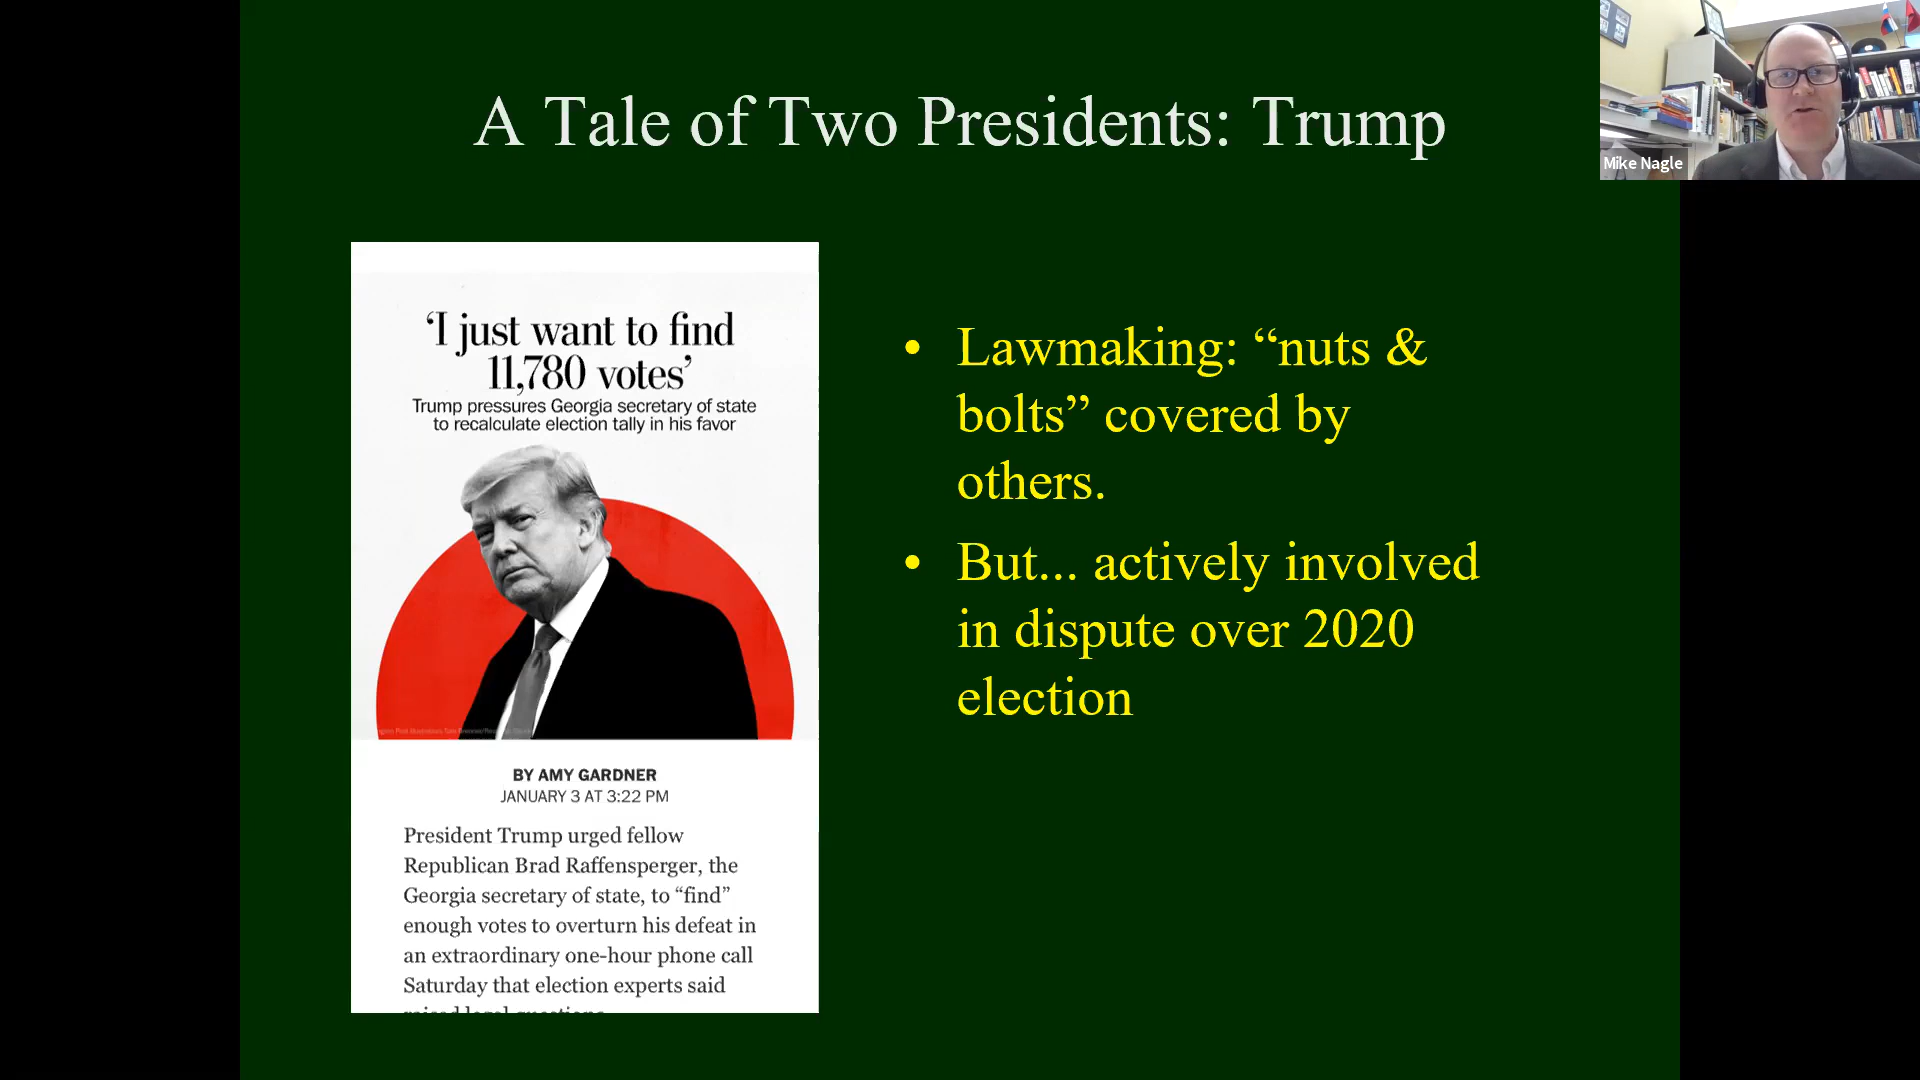 A Tale of Two Presidents: Trump
Mike Nagle
‘I just want to find
11,780 votes’
Trump pressures Georgia secretary of state
to recalculate election tally in his favor
BY AMY GARDNER
JANUARY 3 AT 3:22 PM
President Trump urged fellow
Republican Brad Raffensperger, the
Georgia secretary of state, to “find”
enough votes to overturn his defeat in
an extraordinary one-hour phone call
Saturday that election experts said
• Lawmaking: “nuts &
bolts” covered by
others.
• But... actively involved
in dispute over 2020
election